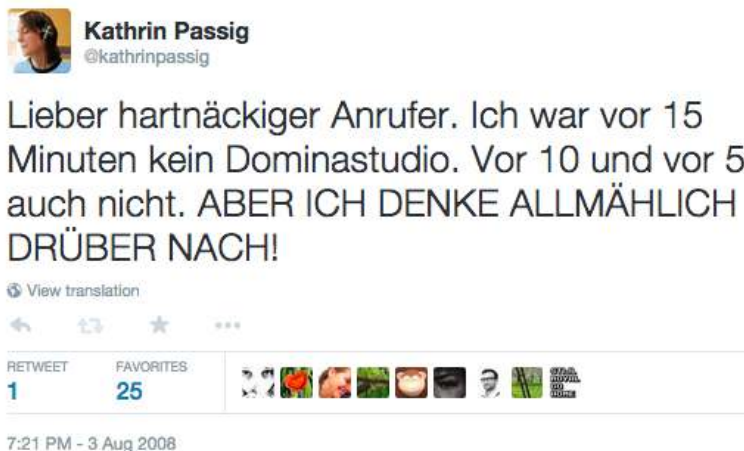 Kathrin Passig
@kathrinpassig
Lieber hartnäckiger Anrufer. Ich war vor 15
Minuten kein Dominastudio. Vor 10 und vor 5
auch nicht. ABER ICH DENKE ALLMÄHLICH
DRÜBER NACH!
View translation
RETWEET FAVORITES
1 25
7:21 PM - 3 Aug 2008